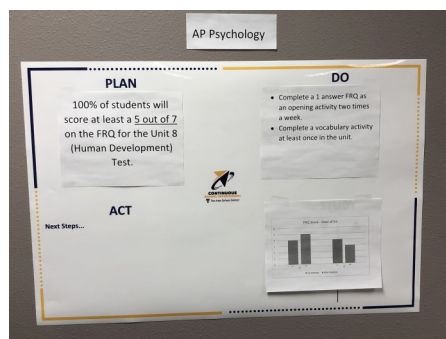 AP Psychology
PLAN
100% of students will
score at least a 5 out of 7
on the FRQ for the Unit 8
(Human Development)
Test.
DO
• Complete a 1 answer FRQ as
an opening activity two times
a week.
• Complete a vocabulary activity
at least once in the unit.
CONTINUOUS
ACT
Next Steps...